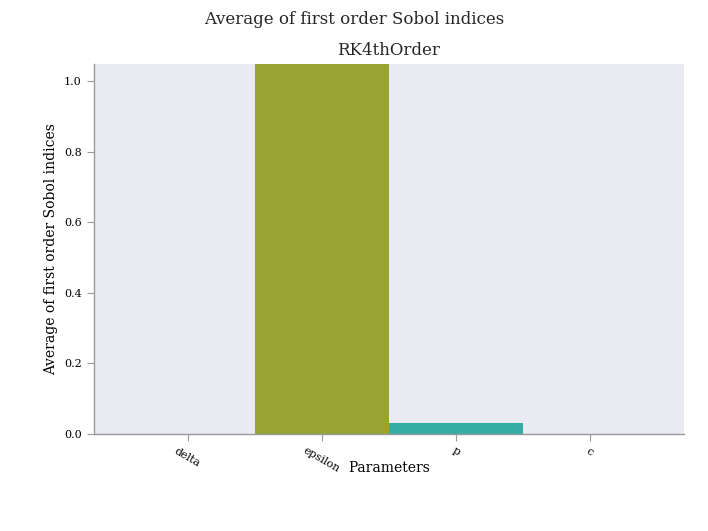 Average of first order Sobol indices
RK4thOrder
Average of first order Sobol indices
1.0
0.8
0.6
0.4
0.2
0.0
delta
epsilon
p
c
Parameters